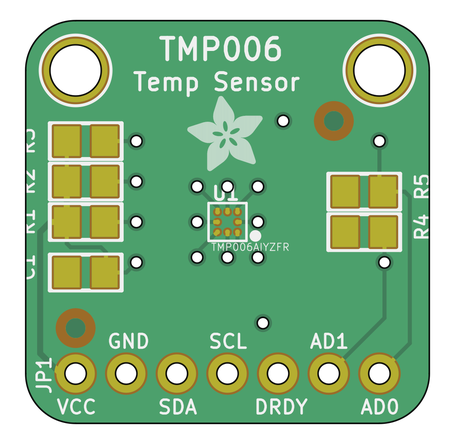 TMP006
Temp Sensor
R3
R2
R1
C1
U1
TMP006AIYZFR
R5
R4
JP1
GND
SCL
AD1
VCC
SDA
DRDY
AD0